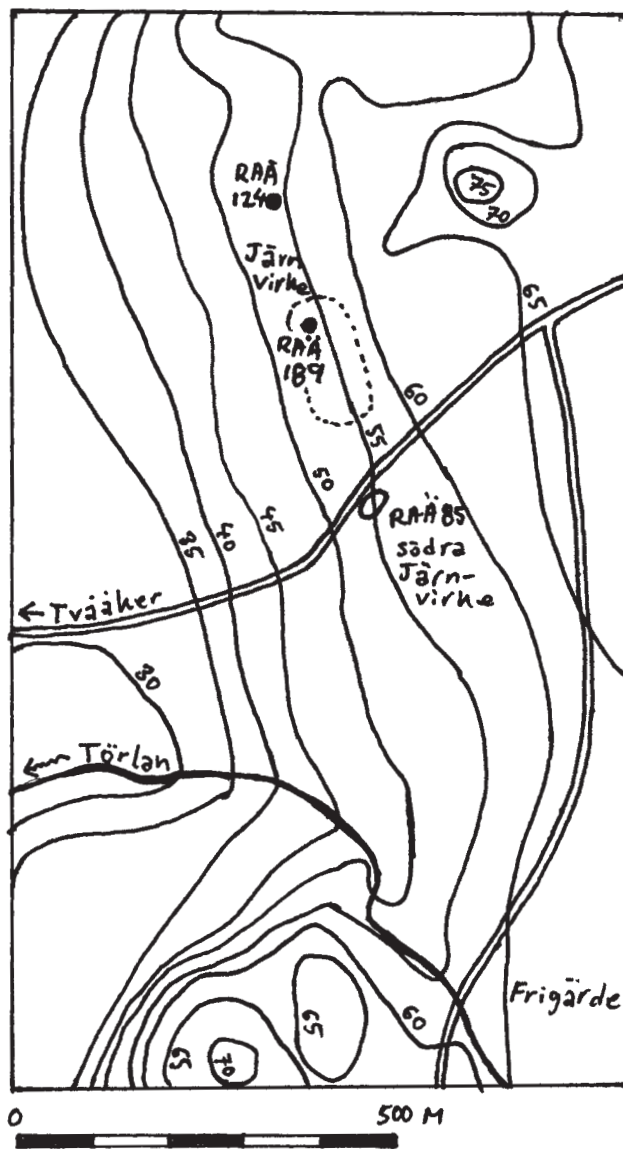 RAÄ
124
75
70
Järn
virke
65
RAÄ
189
60
55
50
RAÄ 85
södra
Järn-
virke
45
40
35
← Tvååker
30
← Törlan
Frigärde
65
60
65
70
0 500 M